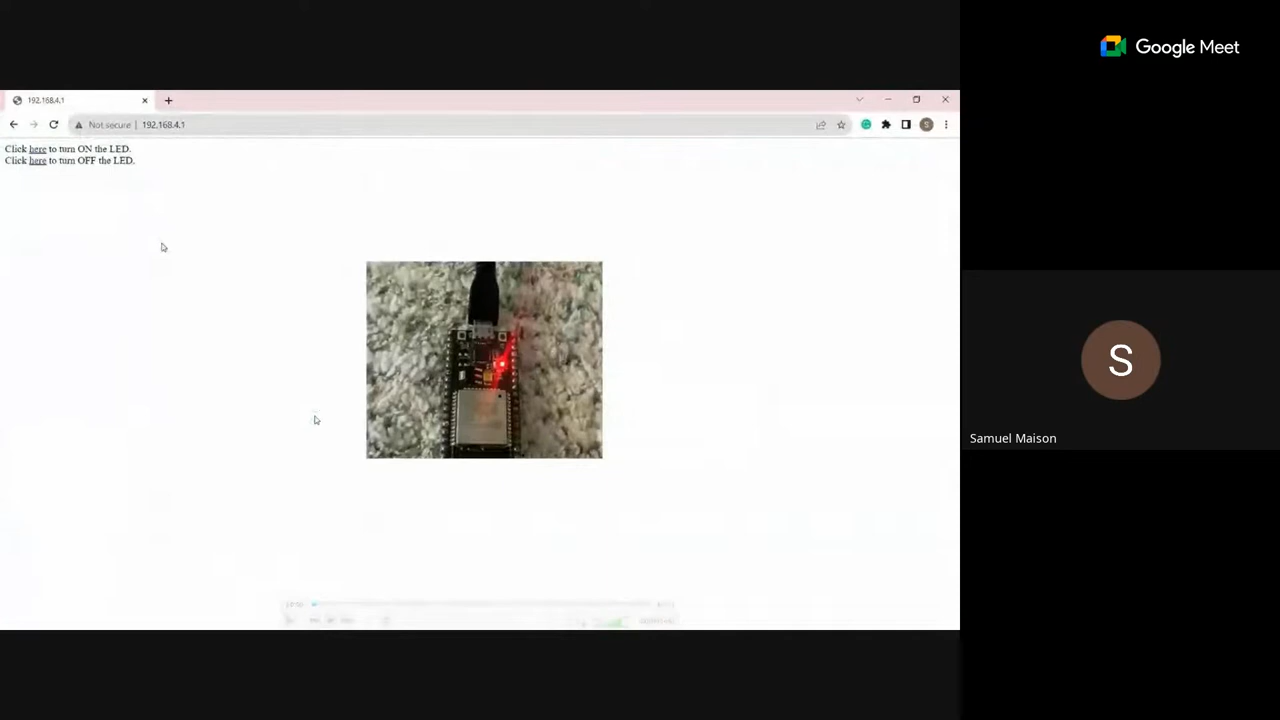 Google Meet
192.168.4.1
Not secure
192.168.4.1
S
Click here to turn ON the LED.
Click here to turn OFF the LED.
S
Samuel Maison